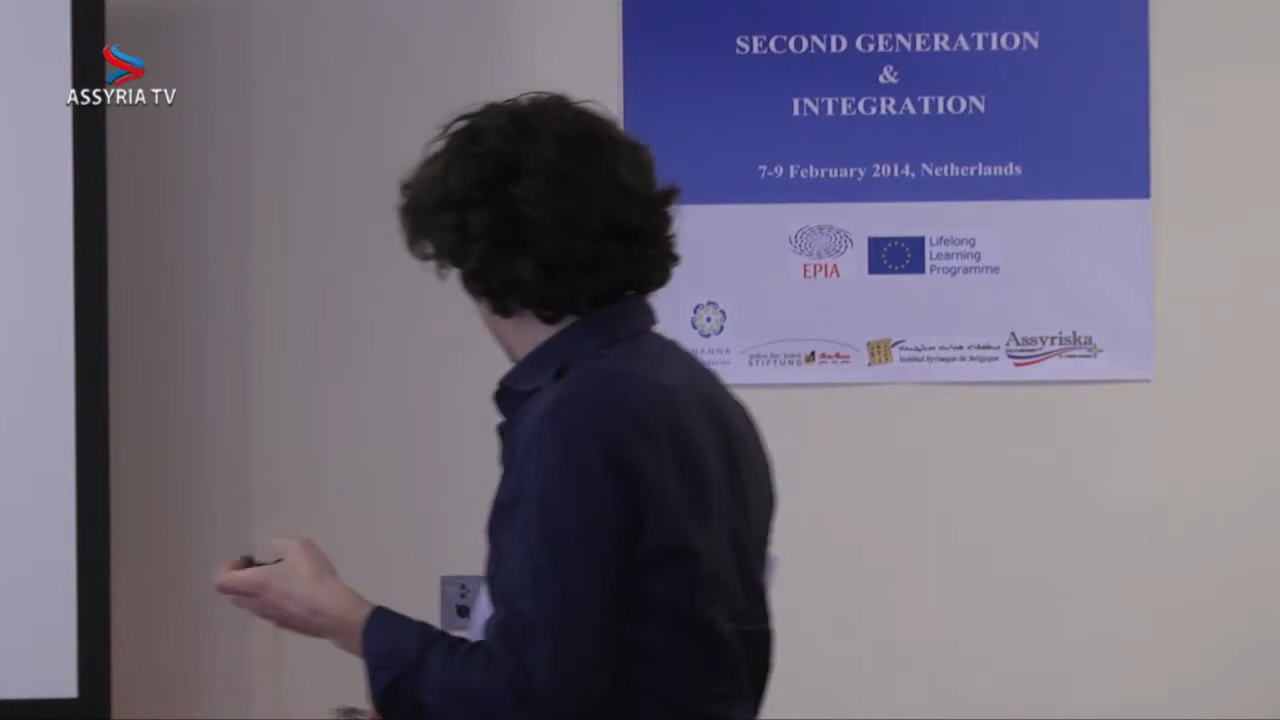 ASSYRIA TV
SECOND GENERATION
&
INTEGRATION
7-9 February 2014, Netherlands
EPIA
Lifelong
Learning
Programme
STIFTUNG
Institut Syriaque de Belgique
Assyriska